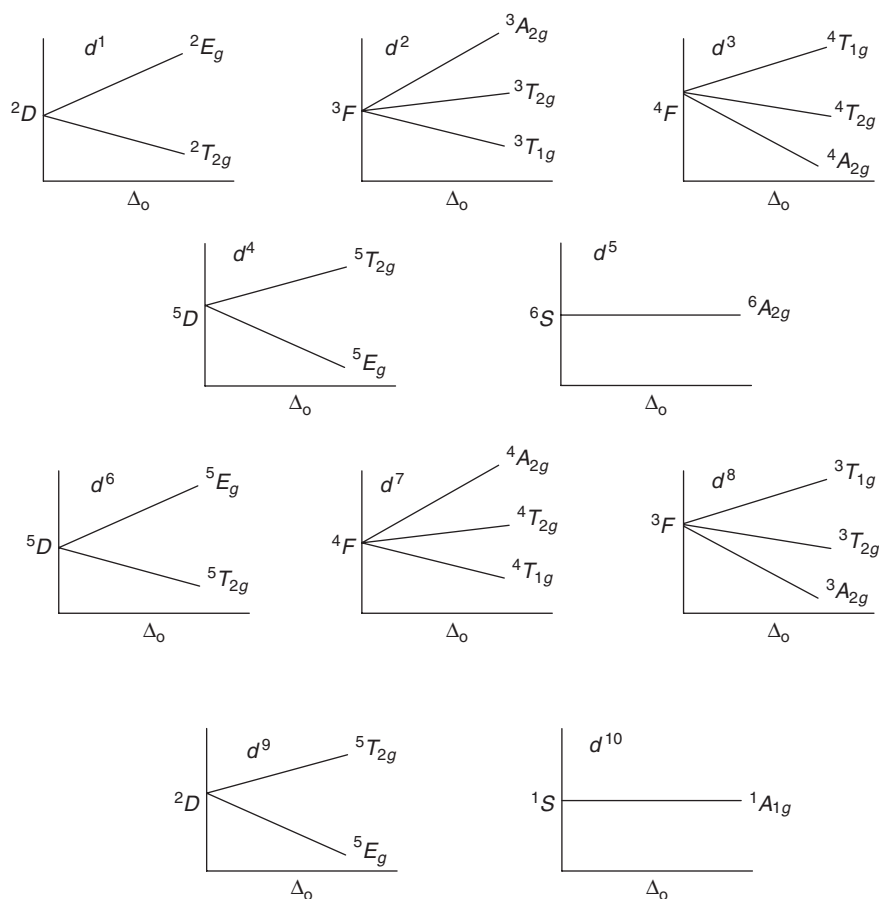 d¹ ²E_g d² ³A_2g d³ ⁴T_1g
²D ³F ³T_2g ⁴F ⁴T_2g
²T_2g ³T_1g ⁴A_2g
Δ_o Δ_o Δ_o
d⁴ ⁵T_2g d⁵
⁵D ⁶S ⁶A_2g
⁵E_g
Δ_o Δ_o
d⁶ ⁵E_g d⁷ ⁴A_2g d⁸ ³T_1g
⁵D ⁴F ⁴T_2g ³F ³T_2g
⁵T_2g ⁴T_1g ³A_2g
Δ_o Δ_o Δ_o
d⁹ ⁵T_2g d¹⁰
²D ¹S ¹A_1g
⁵E_g
Δ_o Δ_o